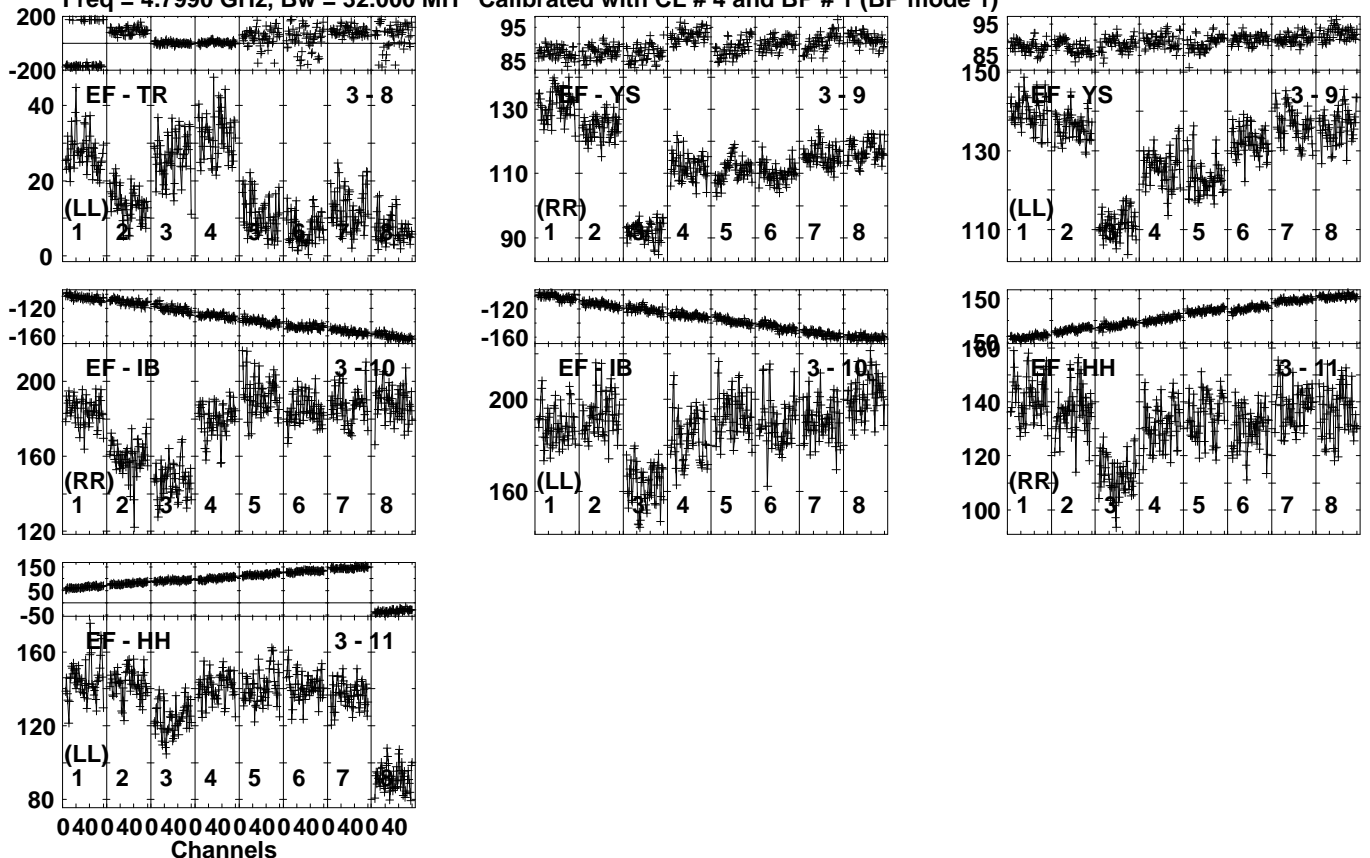 Freq = 4.7990 GHz, Bw = 32.000 MH Calibrated with CL # 4 and BP # 1 (BP mode 1)
200
-200
EF - TR 3 - 8
40
20
0
(LL)
1 2 3 4 5 6 7 8
95
85
EF - YS 3 - 9
130
110
90
(RR)
1 2 3 4 5 6 7 8
95
85
150
EF - YS 3 - 9
130
110
(LL)
1 2 3 4 5 6 7 8
-120
-160
EF - IB 3 - 10
200
160
120
(RR)
1 2 3 4 5 6 7 8
-120
-160
EF - IB 3 - 10
200
160
(LL)
1 2 3 4 5 6 7 8
150
50
160
EF - HH 3 - 11
140
120
100
(RR)
1 2 3 4 5 6 7 8
150
50
-50
EF - HH 3 - 11
160
120
80
(LL)
1 2 3 4 5 6 7 8
0 40 0 40 0 40 0 40 0 40 0 40 0 40 0 40
Channels